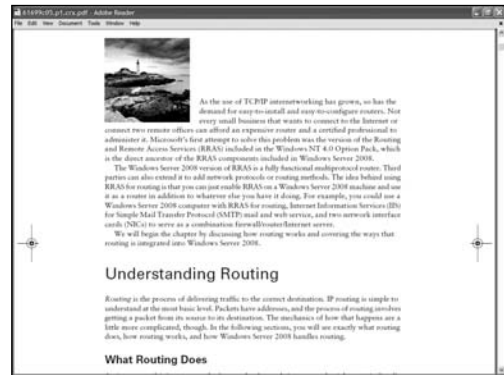 61699c05.p1.crs.pdf - Adobe Reader
File Edit View Document Tools Window Help
As the use of TCP/IP internetworking has grown, so has the
demand for easy-to-install and easy-to-configure routers. Not
every small business that wants to connect to the Internet or
connect two remote offices can afford an expensive router and a certified professional to
administer it. Microsoft's first attempt to solve this problem was the version of the Routing
and Remote Access Services (RRAS) included in the Windows NT 4.0 Option Pack, which
is the direct ancestor of the RRAS components included in Windows Server 2008.
The Windows Server 2008 version of RRAS is a fully functional multiprotocol router. Third
parties can also extend it to add network protocols or routing methods. The idea behind using
RRAS for routing is that you can just enable RRAS on a Windows Server 2008 machine and use
it as a router in addition to whatever else you have it doing. For example, you could use a
Windows Server 2008 computer with RRAS for routing, Internet Information Services (IIS)
for Simple Mail Transfer Protocol (SMTP) mail and web service, and two network interface
cards (NICs) to serve as a combination firewall/router/Internet server.
We will begin the chapter by discussing how routing works and covering the ways that
routing is integrated into Windows Server 2008.
Understanding Routing
Routing is the process of delivering traffic to the correct destination. IP routing is simple to
understand at the most basic level. Packets have addresses, and the process of routing involves
getting a packet from its source to its destination. The mechanics of how that happens are a
little more complicated, though. In the following sections, you will see exactly what routing
does, how routing works, and how Windows Server 2008 handles routing.
What Routing Does